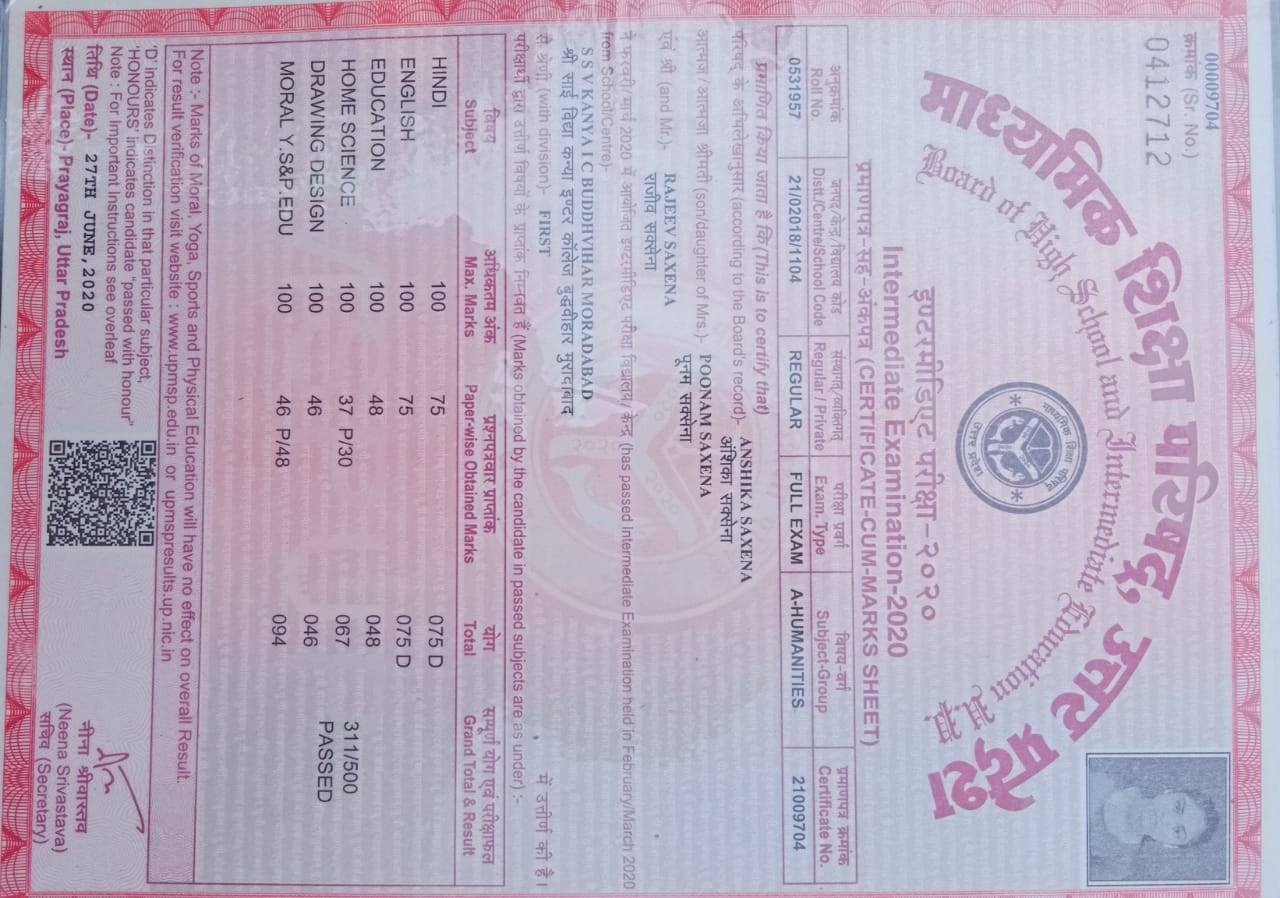 00009704
क्रमांक (Sr. No.)
0412712
माध्यमिक शिक्षा परिषद्, उत्तर प्रदेश
Board of High School and Intermediate Education U.P.
माध्यमिक शिक्षा परिषद
उत्तर प्रदेश
इण्टरमीडिएट परीक्षा-२०२०
Intermediate Examination-2020
प्रमाणपत्र-सह-अंकपत्र (CERTIFICATE-CUM-MARKS SHEET)
अनुक्रमांक जनपद/केन्द्र/विद्यालय कोड संस्थागत/व्यक्तिगत परीक्षा प्रवर्ग विषय-वर्ग प्रमाणपत्र क्रमांक
Roll No. Distt./Centre/School Code Regular / Private Exam. Type Subject-Group Certificate No.
0531957 21/02018/1104 REGULAR FULL EXAM A-HUMANITIES 21009704
प्रमाणित किया जाता है कि (This is to certify that) ANSHIKA SAXENA
परिषद के अभिलेखानुसार (according to the Board's record)- अंशिका सक्सेना
आत्मज/आत्मजा श्रीमती (son/daughter of Mrs.)- POONAM SAXENA
पूनम सक्सेना
एवं श्री (and Mr.)- RAJEEV SAXENA
राजीव सक्सेना
ने फरवरी/मार्च 2020 में आयोजित इण्टरमीडिएट परीक्षा विद्यालय/केन्द्र (has passed Intermediate Examination held in February/March 2020
from School/Centre)-
S S V KANYA I C BUDDHVIHAR MORADABAD
श्री साई विद्या कन्या इण्टर कॉलेज बुद्धवीहार मुरादाबाद
से श्रेणी (with division)- FIRST में उत्तीर्ण की है।
परीक्षार्थी द्वारा उत्तीर्ण विषयों के प्राप्तांक निम्नवत हैं (Marks obtained by the candidate in passed subjects are as under) :-
विषय अधिकतम अंक प्रश्नपत्रवार प्राप्तांक योग सम्पूर्ण योग एवं परीक्षाफल
Subject Max. Marks Paper-wise Obtained Marks Total Grand Total & Result
HINDI 100 75 075 D
ENGLISH 100 75 075 D
EDUCATION 100 48 048
HOME SCIENCE 100 37 P/30 067 311/500
DRAWING DESIGN 100 46 046 PASSED
MORAL Y.S&P.EDU 100 46 P/48 094
Note :- Marks of Moral, Yoga, Sports and Physical Education will have no effect on overall Result.
For result verification visit website : www.upmsp.edu.in or upmspresults.up.nic.in
'D' indicates Distinction in that particular subject,
'HONOURS' indicates candidate "passed with honour"
Note : For Important Instructions see overleaf
तिथि (Date)- 27TH JUNE, 2020
स्थान (Place)- Prayagraj, Uttar Pradesh
नीना श्रीवास्तव
(Neena Srivastava)
सचिव (Secretary)